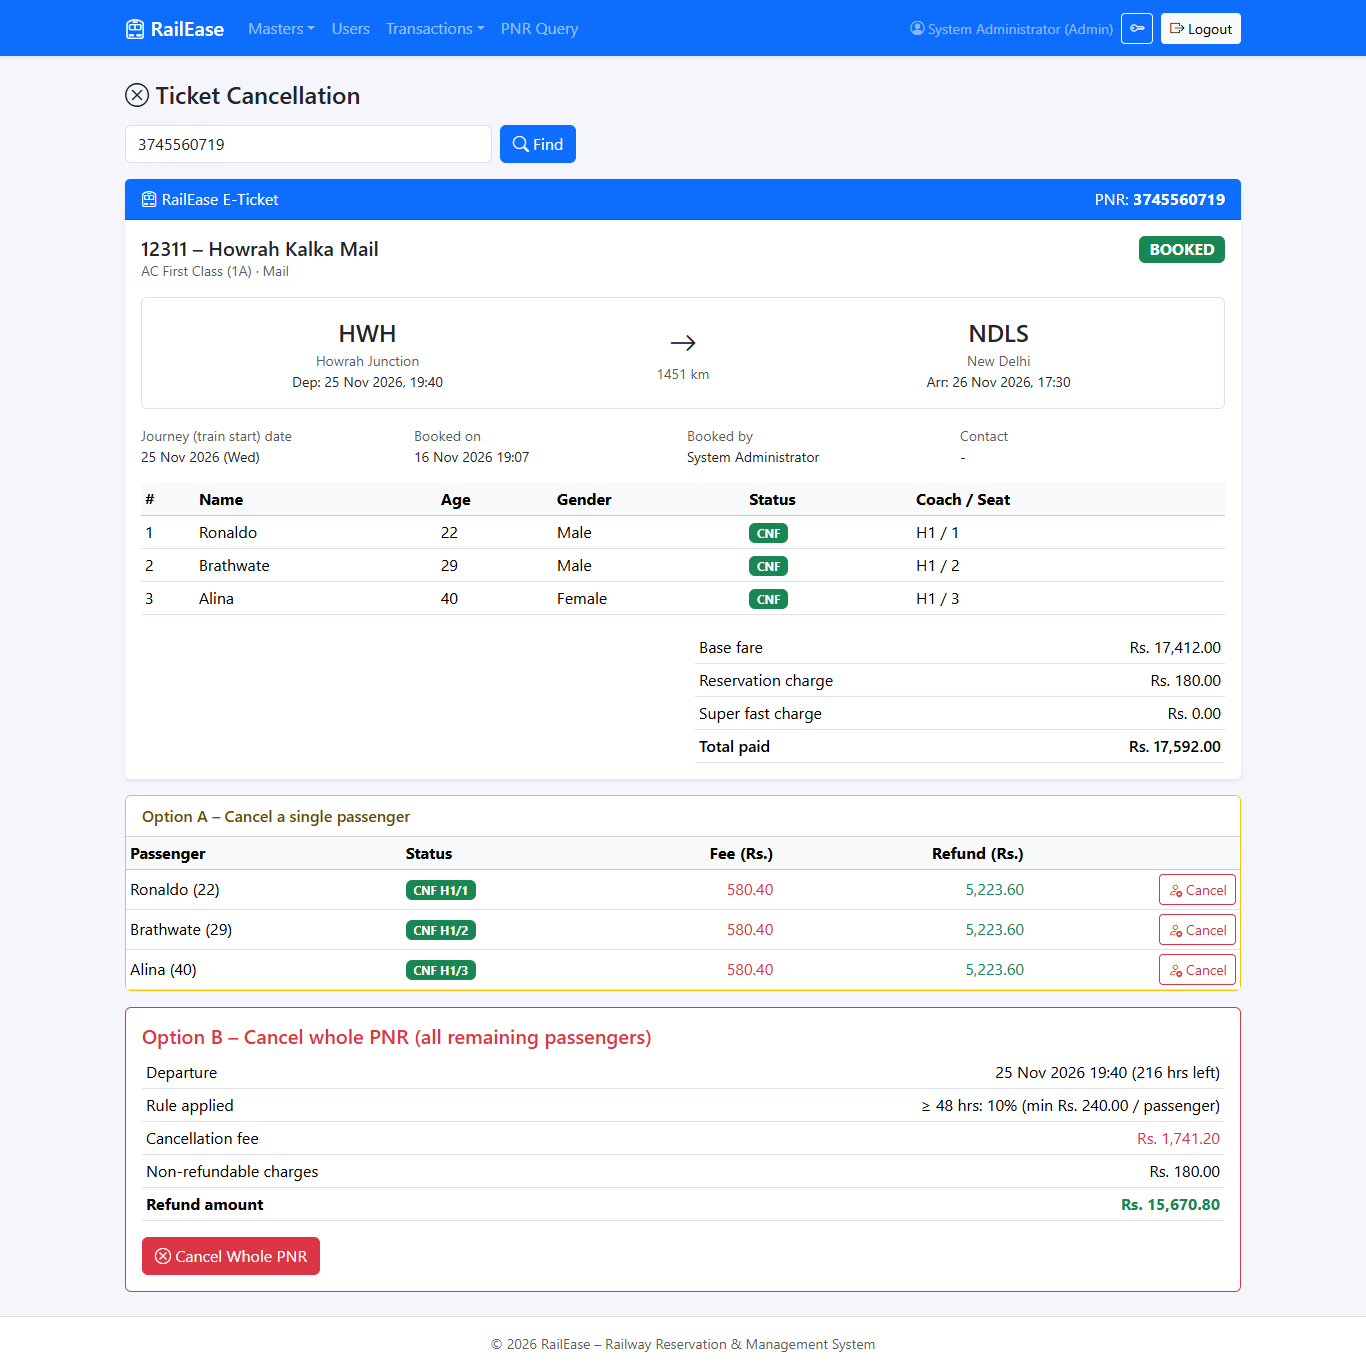 RailEase Masters Users Transactions PNR Query System Administrator (Admin) Logout
Ticket Cancellation
3745560719 Find
RailEase E-Ticket PNR: 3745560719
12311 – Howrah Kalka Mail BOOKED
AC First Class (1A) · Mail
HWH → NDLS
Howrah Junction 1451 km New Delhi
Dep: 25 Nov 2026, 19:40 Arr: 26 Nov 2026, 17:30
Journey (train start) date Booked on Booked by Contact
25 Nov 2026 (Wed) 16 Nov 2026 19:07 System Administrator -
# Name Age Gender Status Coach / Seat
1 Ronaldo 22 Male CNF H1 / 1
2 Brathwate 29 Male CNF H1 / 2
3 Alina 40 Female CNF H1 / 3
Base fare Rs. 17,412.00
Reservation charge Rs. 180.00
Super fast charge Rs. 0.00
Total paid Rs. 17,592.00
Option A – Cancel a single passenger
Passenger Status Fee (Rs.) Refund (Rs.)
Ronaldo (22) CNF H1/1 580.40 5,223.60 Cancel
Brathwate (29) CNF H1/2 580.40 5,223.60 Cancel
Alina (40) CNF H1/3 580.40 5,223.60 Cancel
Option B – Cancel whole PNR (all remaining passengers)
Departure 25 Nov 2026 19:40 (216 hrs left)
Rule applied ≥ 48 hrs: 10% (min Rs. 240.00 / passenger)
Cancellation fee Rs. 1,741.20
Non-refundable charges Rs. 180.00
Refund amount Rs. 15,670.80
Cancel Whole PNR
© 2026 RailEase – Railway Reservation & Management System